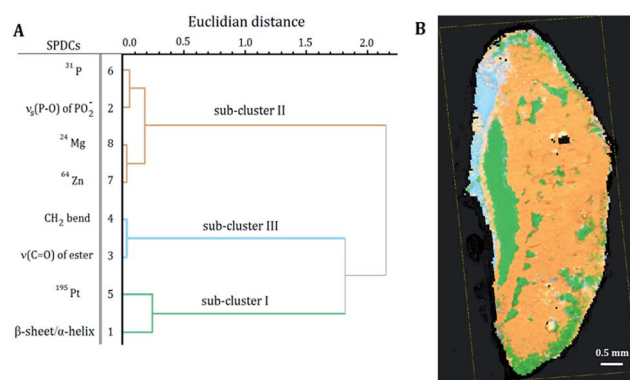 A
Euclidian distance
B
SPDCs
0.0 0.5 1.0 1.5 2.0
³¹P 6
νₛ(P-O) of PO₂⁻ 2
sub-cluster II
²⁴Mg 8
⁶⁴Zn 7
CH₂ bend 4
sub-cluster III
ν(C=O) of ester 3
¹⁹⁵Pt 5
sub-cluster I
β-sheet/α-helix 1
0.5 mm